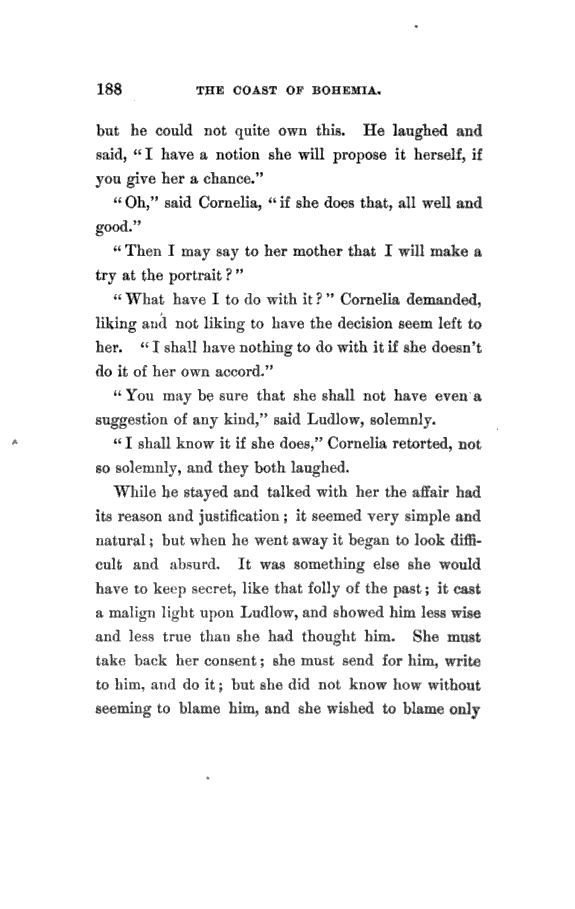 188 THE COAST OF BOHEMIA.
but he could not quite own this. He laughed and
said, “I have a notion she will propose it herself, if
you give her a chance.”
“Oh,” said Cornelia, “if she does that, all well and
good.”
“Then I may say to her mother that I will make a
try at the portrait?”
“What have I to do with it?” Cornelia demanded,
liking and not liking to have the decision seem left to
her. “I shall have nothing to do with it if she doesn’t
do it of her own accord.”
“You may be sure that she shall not have even a
suggestion of any kind,” said Ludlow, solemnly.
“I shall know it if she does,” Cornelia retorted, not
so solemnly, and they both laughed.
While he stayed and talked with her the affair had
its reason and justification; it seemed very simple and
natural; but when he went away it began to look diffi-
cult and absurd. It was something else she would
have to keep secret, like that folly of the past; it cast
a malign light upon Ludlow, and showed him less wise
and less true than she had thought him. She must
take back her consent; she must send for him, write
to him, and do it; but she did not know how without
seeming to blame him, and she wished to blame only